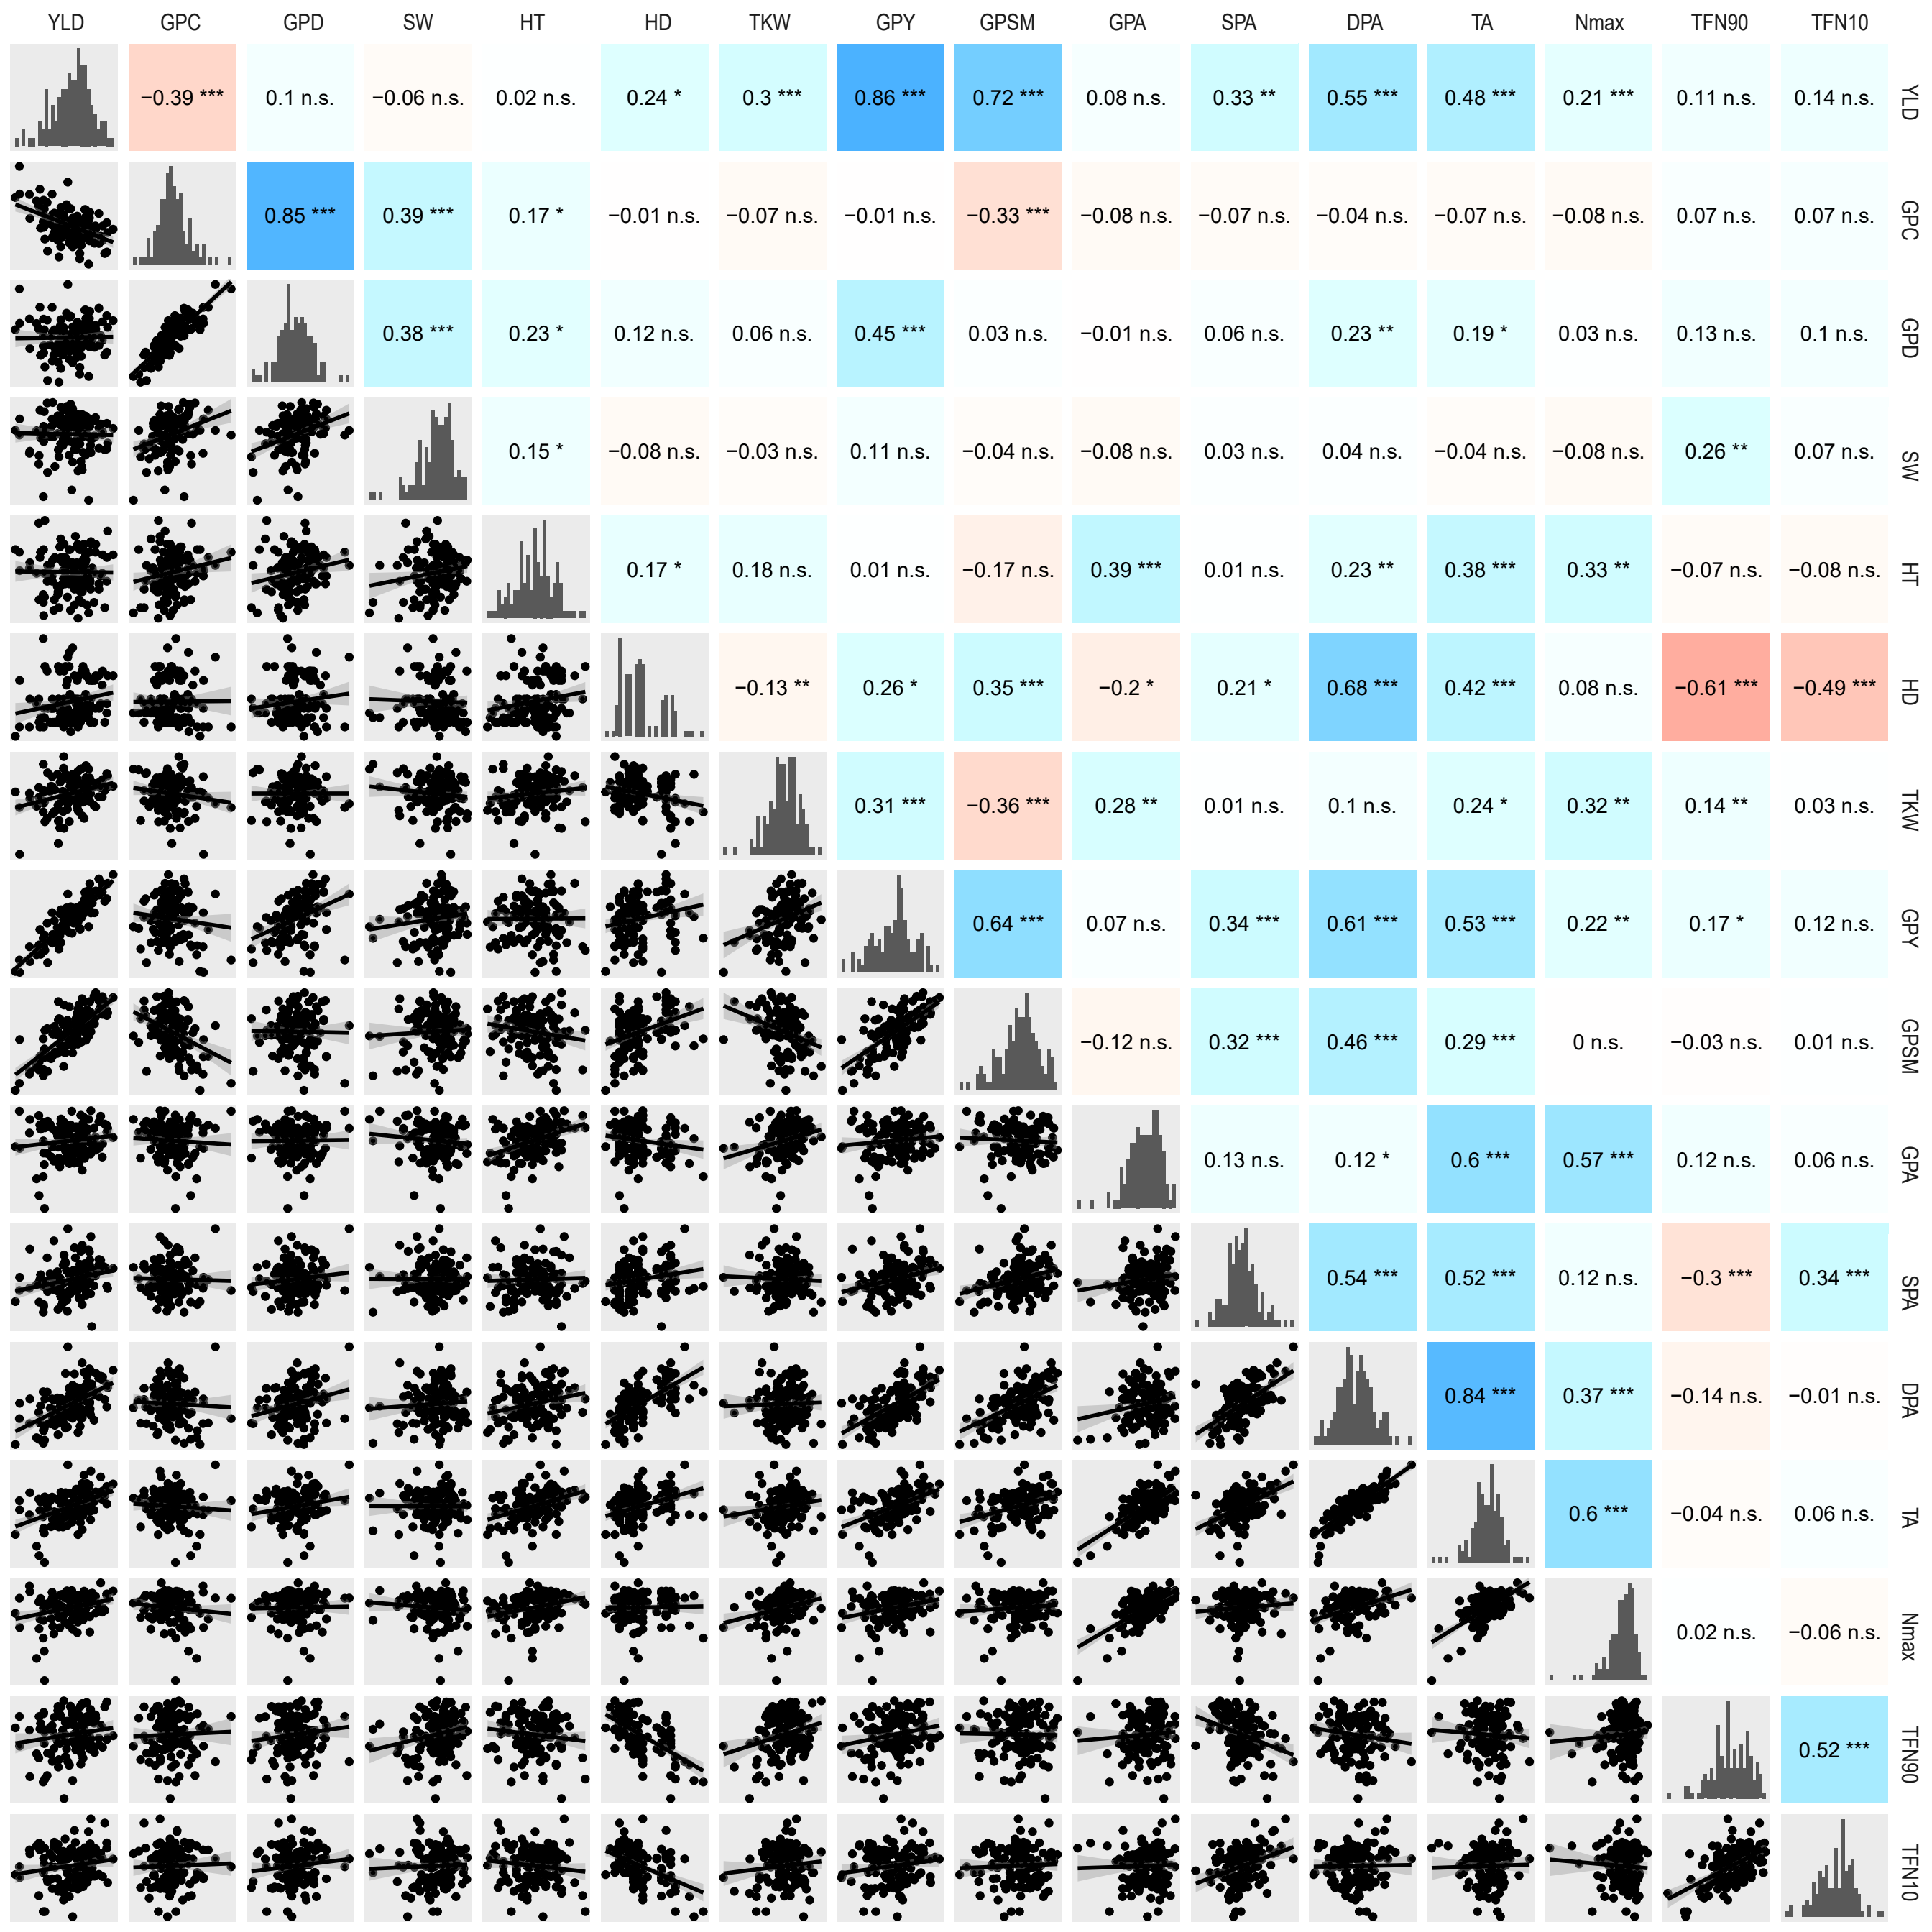 YLD GPC GPD SW HT HD TKW GPY GPSM GPA SPA DPA TA Nmax TFN90 TFN10
−0.39 *** 0.1 n.s. −0.06 n.s. 0.02 n.s. 0.24 * 0.3 *** 0.86 *** 0.72 *** 0.08 n.s. 0.33 ** 0.55 *** 0.48 *** 0.21 *** 0.11 n.s. 0.14 n.s. YLD
0.85 *** 0.39 *** 0.17 * −0.01 n.s. −0.07 n.s. −0.01 n.s. −0.33 *** −0.08 n.s. −0.07 n.s. −0.04 n.s. −0.07 n.s. −0.08 n.s. 0.07 n.s. 0.07 n.s. GPC
0.38 *** 0.23 * 0.12 n.s. 0.06 n.s. 0.45 *** 0.03 n.s. −0.01 n.s. 0.06 n.s. 0.23 ** 0.19 * 0.03 n.s. 0.13 n.s. 0.1 n.s. GPD
0.15 * −0.08 n.s. −0.03 n.s. 0.11 n.s. −0.04 n.s. −0.08 n.s. 0.03 n.s. 0.04 n.s. −0.04 n.s. −0.08 n.s. 0.26 ** 0.07 n.s. SW
0.17 * 0.18 n.s. 0.01 n.s. −0.17 n.s. 0.39 *** 0.01 n.s. 0.23 ** 0.38 *** 0.33 ** −0.07 n.s. −0.08 n.s. HT
−0.13 ** 0.26 * 0.35 *** −0.2 * 0.21 * 0.68 *** 0.42 *** 0.08 n.s. −0.61 *** −0.49 *** HD
0.31 *** −0.36 *** 0.28 ** 0.01 n.s. 0.1 n.s. 0.24 * 0.32 ** 0.14 ** 0.03 n.s. TKW
0.64 *** 0.07 n.s. 0.34 *** 0.61 *** 0.53 *** 0.22 ** 0.17 * 0.12 n.s. GPY
−0.12 n.s. 0.32 *** 0.46 *** 0.29 *** 0 n.s. −0.03 n.s. 0.01 n.s. GPSM
0.13 n.s. 0.12 * 0.6 *** 0.57 *** 0.12 n.s. 0.06 n.s. GPA
0.54 *** 0.52 *** 0.12 n.s. −0.3 *** 0.34 *** SPA
0.84 *** 0.37 *** −0.14 n.s. −0.01 n.s. DPA
0.6 *** −0.04 n.s. 0.06 n.s. TA
0.02 n.s. −0.06 n.s. Nmax
0.52 *** TFN90
TFN10